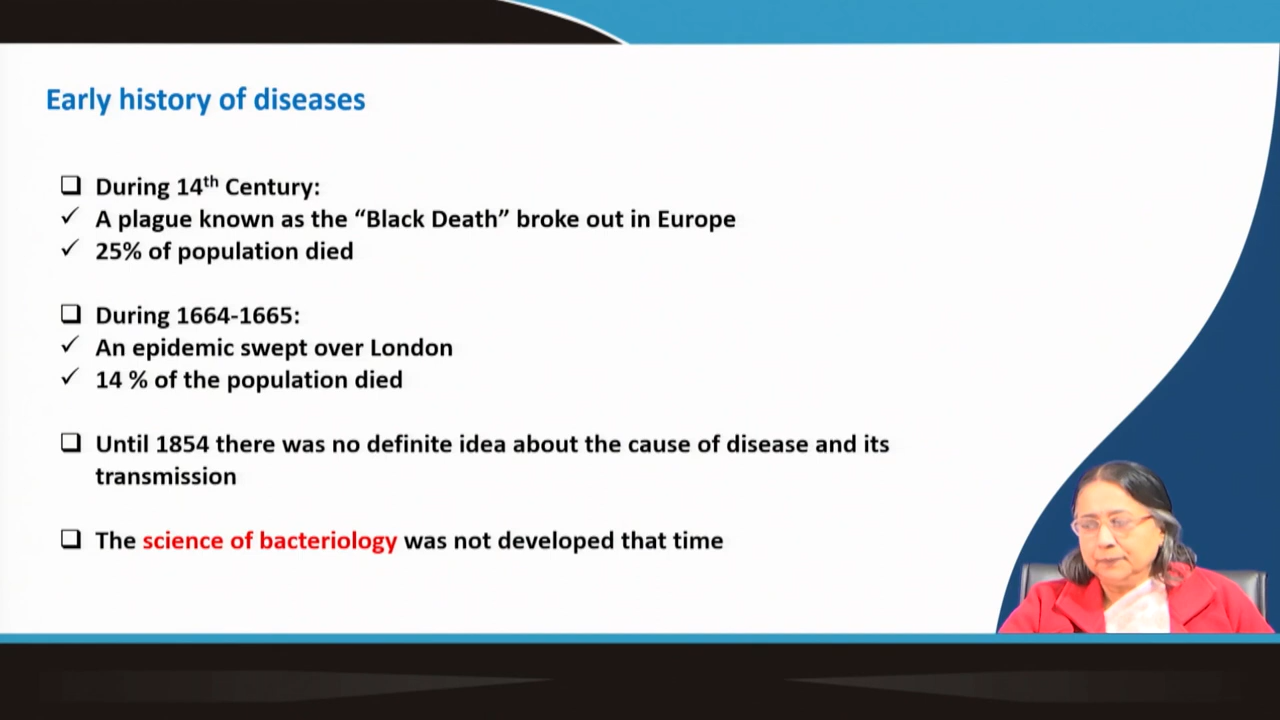 Early history of diseases
❑ During 14th Century:
✓ A plague known as the “Black Death” broke out in Europe
✓ 25% of population died
❑ During 1664-1665:
✓ An epidemic swept over London
✓ 14 % of the population died
❑ Until 1854 there was no definite idea about the cause of disease and its
transmission
❑ The science of bacteriology was not developed that time